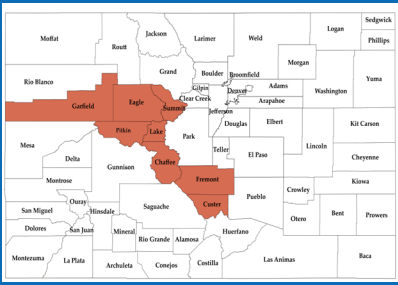 Moffat
Routt
Jackson
Larimer
Weld
Logan
Sedgwick
Phillips
Morgan
Grand
Boulder
Broomfield
Rio Blanco
Gilpin
Denver
Adams
Washington
Yuma
Garfield
Eagle
Summit
Clear Creek
Arapahoe
Jefferson
Douglas
Elbert
Kit Carson
Pitkin
Lake
Park
Mesa
Delta
Teller
El Paso
Lincoln
Cheyenne
Gunnison
Chaffee
Montrose
Fremont
Kiowa
Crowley
Ouray
Hinsdale
Saguache
Custer
Pueblo
San Miguel
Otero
Bent
Prowers
Dolores
San Juan
Mineral
Rio Grande
Alamosa
Huerfano
Montezuma
La Plata
Archuleta
Conejos
Costilla
Las Animas
Baca